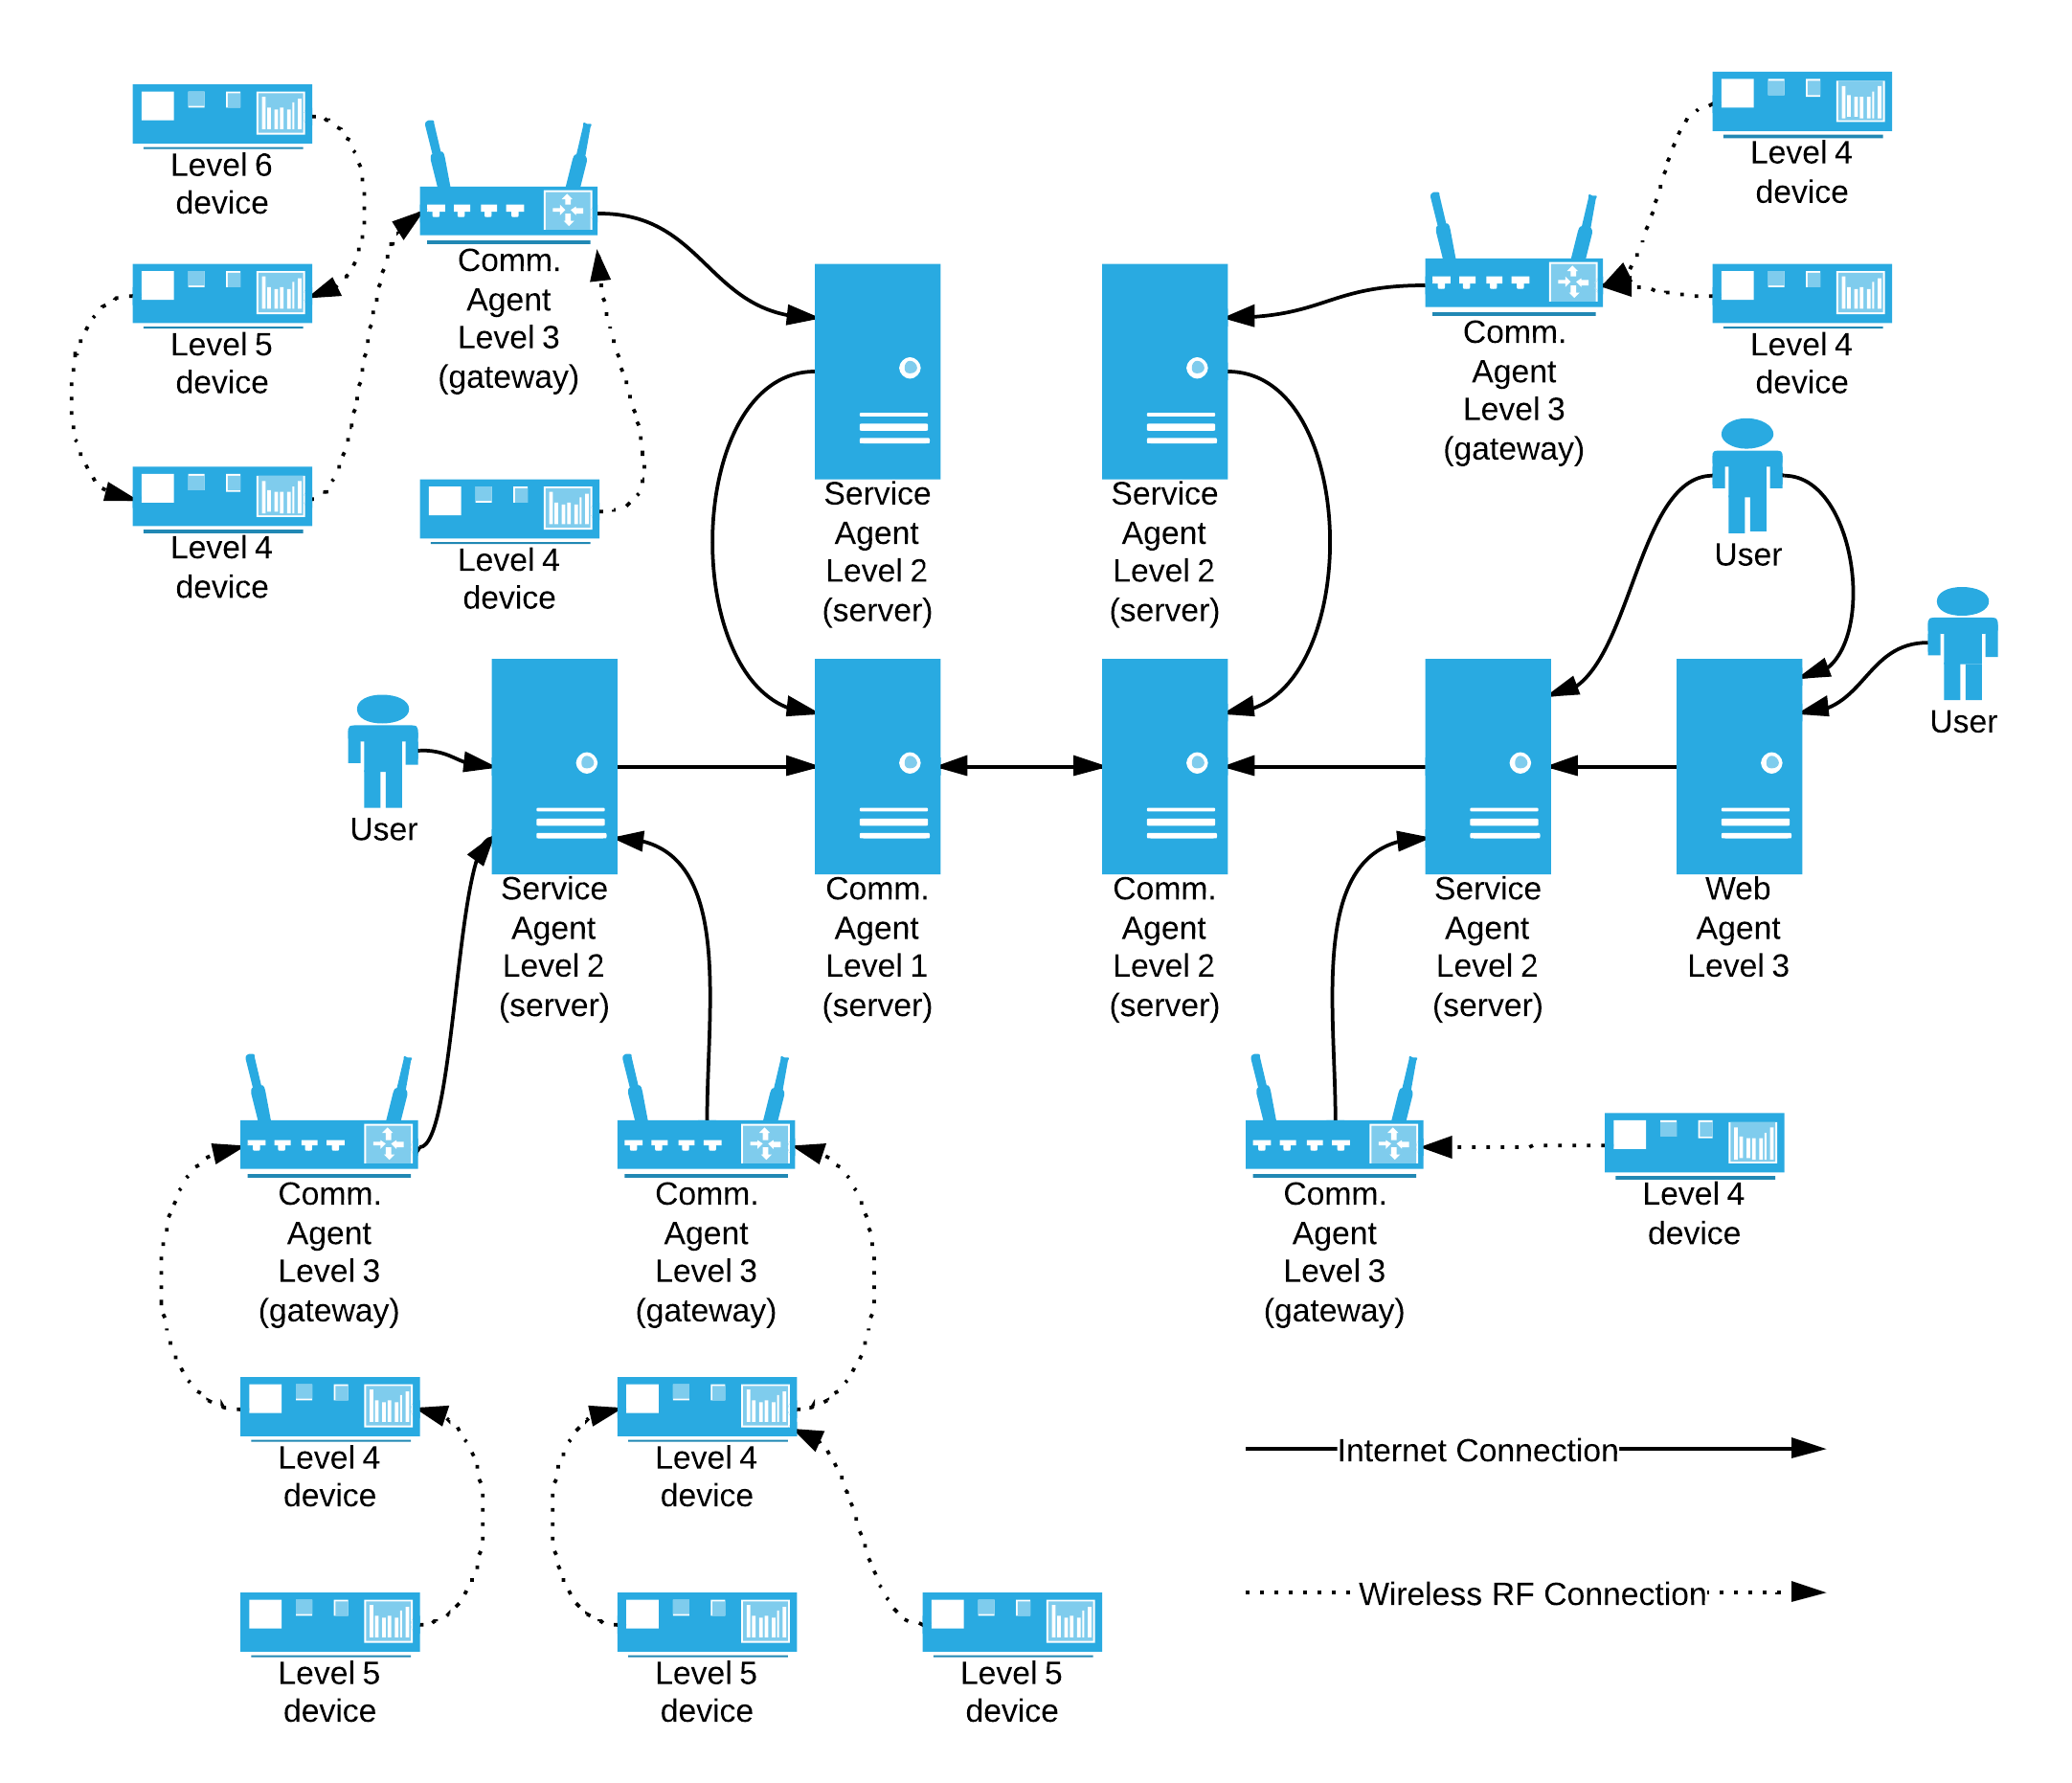 Level 6
device
Level 5
device
Level 4
device
Comm.
Agent
Level 3
(gateway)
Level 4
device
Service
Agent
Level 2
(server)
Service
Agent
Level 2
(server)
Comm.
Agent
Level 3
(gateway)
Level 4
device
Level 4
device
User
User
User
Service
Agent
Level 2
(server)
Comm.
Agent
Level 1
(server)
Comm.
Agent
Level 2
(server)
Service
Agent
Level 2
(server)
Web
Agent
Level 3
Comm.
Agent
Level 3
(gateway)
Comm.
Agent
Level 3
(gateway)
Comm.
Agent
Level 3
(gateway)
Level 4
device
Level 4
device
Level 4
device
Level 5
device
Level 5
device
Level 5
device
Internet Connection
Wireless RF Connection